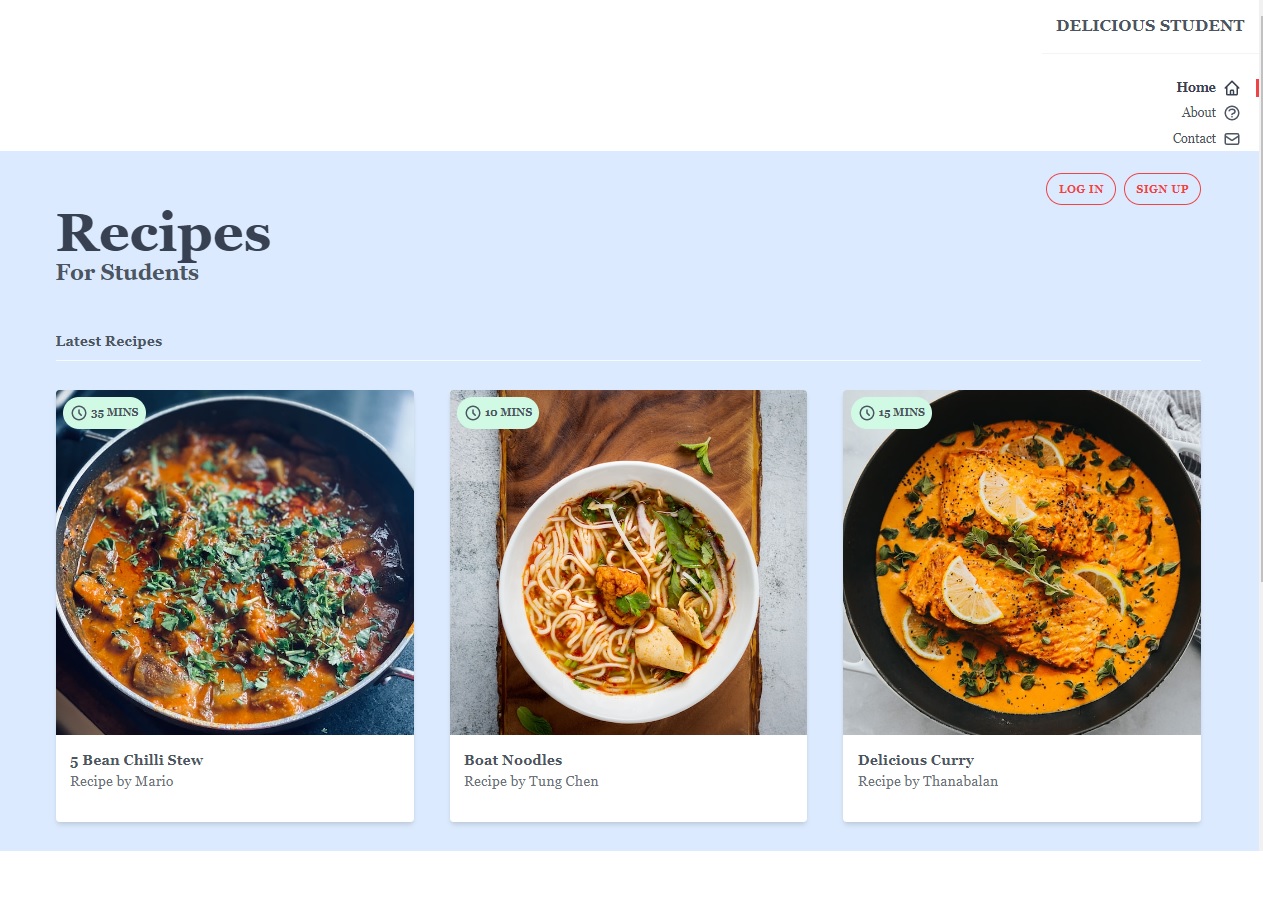 DELICIOUS STUDENT
Home
About
Contact
LOG IN
SIGN UP
Recipes
For Students
Latest Recipes
35 MINS
10 MINS
15 MINS
5 Bean Chilli Stew
Recipe by Mario
Boat Noodles
Recipe by Tung Chen
Delicious Curry
Recipe by Thanabalan